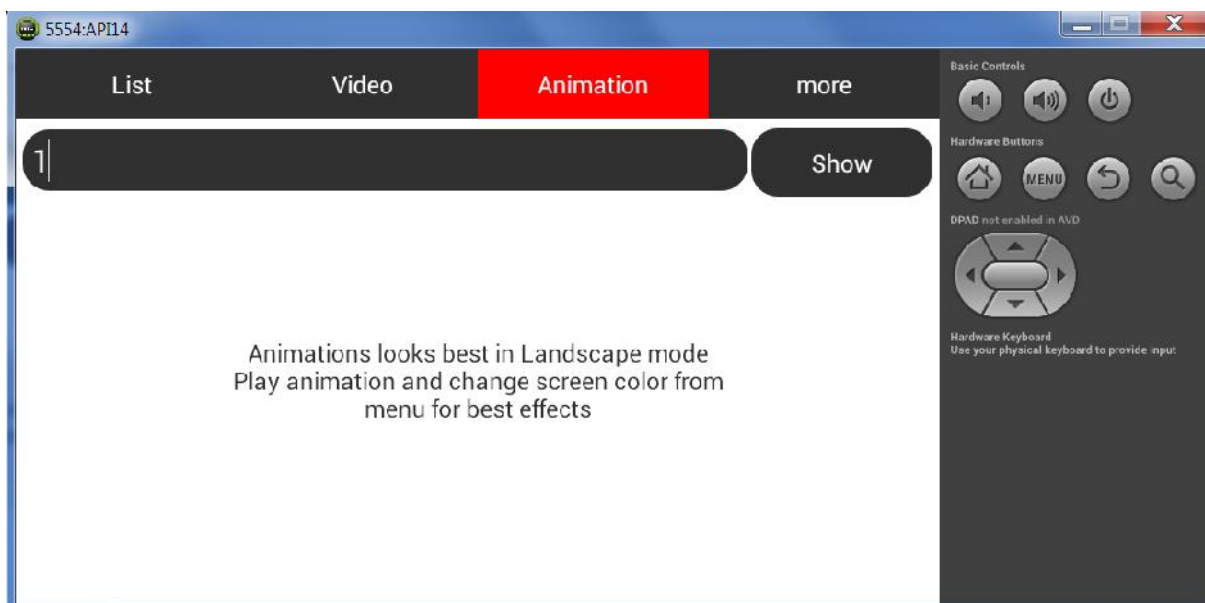 5554:API14
List
Video
Animation
more
1
Show
Animations looks best in Landscape mode
Play animation and change screen color from
menu for best effects
Basic Controls
Hardware Buttons
MENU
DPAD not enabled in AVD
Hardware Keyboard
Use your physical keyboard to provide input